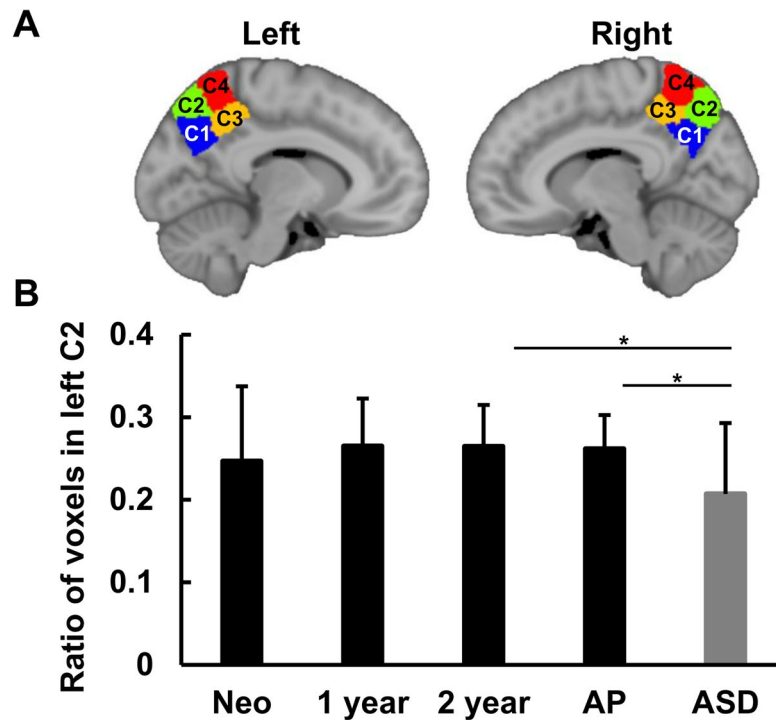 A
Left
Right
C4
C2
C3
C1
C4
C3
C2
C1
B
Ratio of voxels in left C2
0.4
0.3
0.2
0.1
0
*
*
Neo
1 year
2 year
AP
ASD